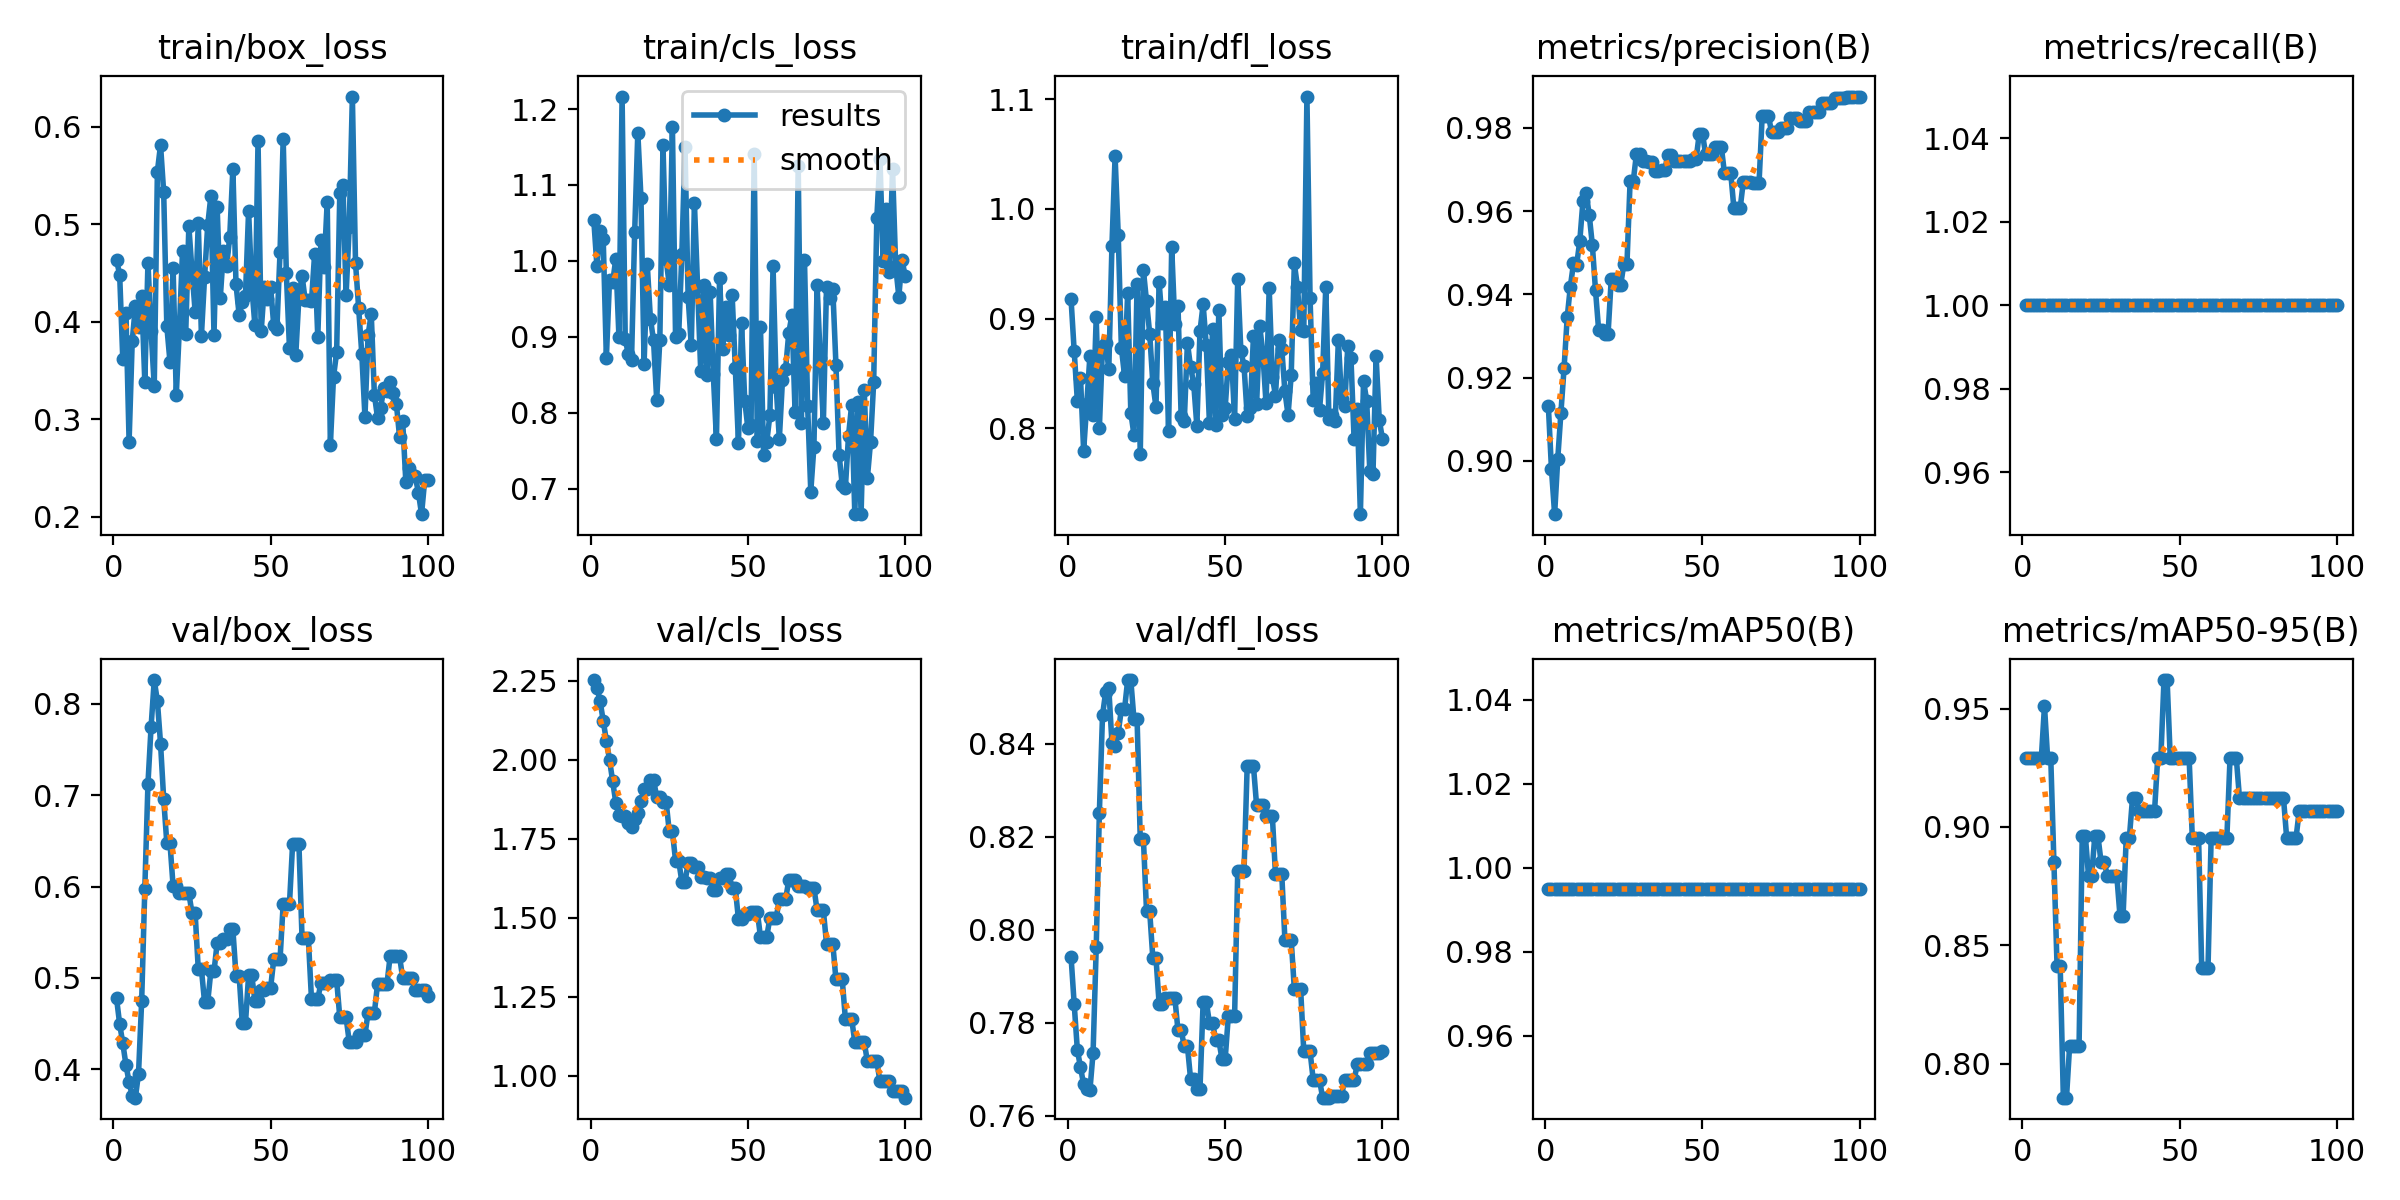 train/box_loss
0.6
0.5
0.4
0.3
0.2
0 50 100
train/cls_loss
results
smooth
1.2
1.1
1.0
0.9
0.8
0.7
0 50 100
train/dfl_loss
1.1
1.0
0.9
0.8
0 50 100
metrics/precision(B)
0.98
0.96
0.94
0.92
0.90
0 50 100
metrics/recall(B)
1.04
1.02
1.00
0.98
0.96
0 50 100
val/box_loss
0.8
0.7
0.6
0.5
0.4
0 50 100
val/cls_loss
2.25
2.00
1.75
1.50
1.25
1.00
0 50 100
val/dfl_loss
0.84
0.82
0.80
0.78
0.76
0 50 100
metrics/mAP50(B)
1.04
1.02
1.00
0.98
0.96
0 50 100
metrics/mAP50-95(B)
0.95
0.90
0.85
0.80
0 50 100